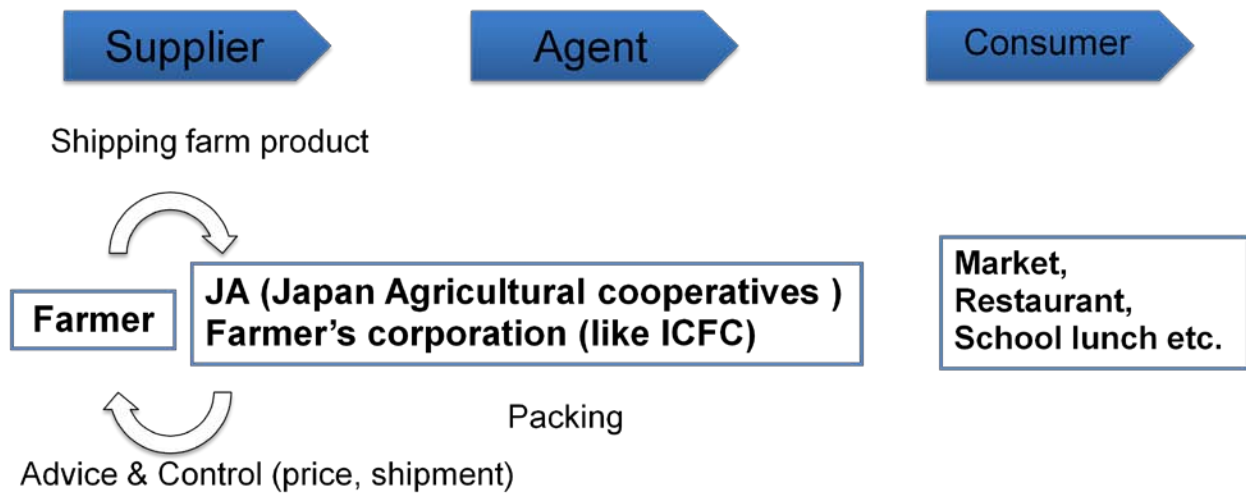 Supplier
Agent
Consumer
Shipping farm product
Farmer
JA (Japan Agricultural cooperatives )
Farmer's corporation (like ICFC)
Market,
Restaurant,
School lunch etc.
Packing
Advice & Control (price, shipment)